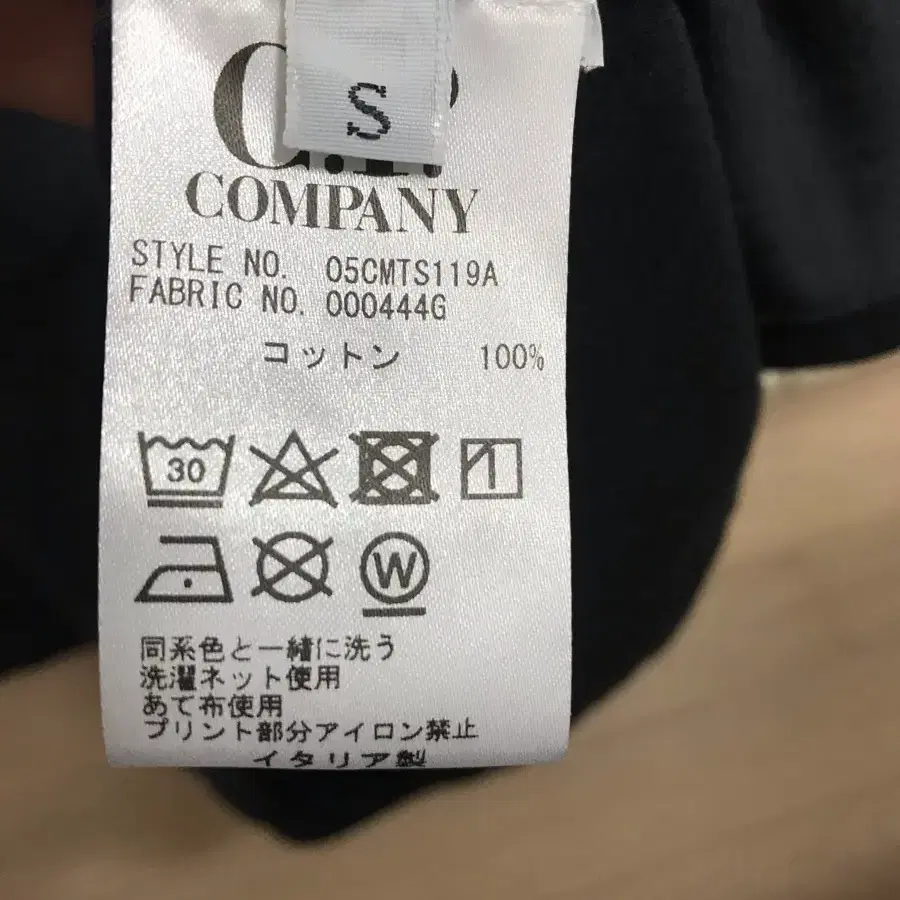 S
COMPANY
STYLE NO. 05CMTS119A
FABRIC NO. 000444G
コットン 100%
30
W
同系色と一緒に洗う
洗濯ネット使用
あて布使用
プリント部分アイロン禁止
イタリア製